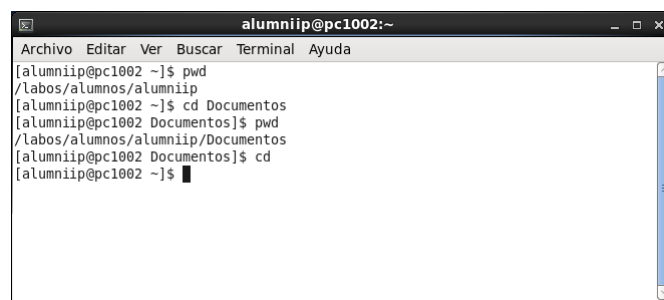 alumniip@pc1002:~
Archivo Editar Ver Buscar Terminal Ayuda
[alumniip@pc1002 ~]$ pwd
/labos/alumnos/alumniip
[alumniip@pc1002 ~]$ cd Documentos
[alumniip@pc1002 Documentos]$ pwd
/labos/alumnos/alumniip/Documentos
[alumniip@pc1002 Documentos]$ cd
[alumniip@pc1002 ~]$